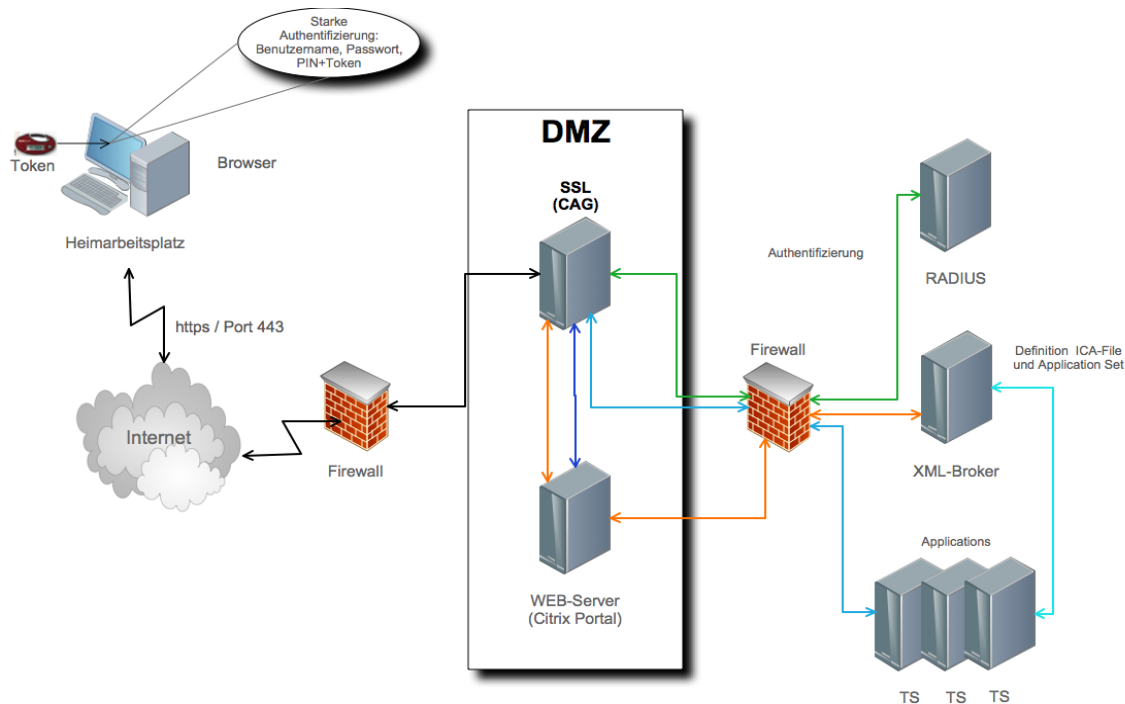 Starke
Authentifizierung:
Benutzername, Passwort,
PIN+Token
Token
Browser
Heimarbeitsplatz
https / Port 443
Internet
Firewall
DMZ
SSL
(CAG)
WEB-Server
(Citrix Portal)
Firewall
Authentifizierung
RADIUS
Definition ICA-File
und Application Set
XML-Broker
Applications
TS TS TS